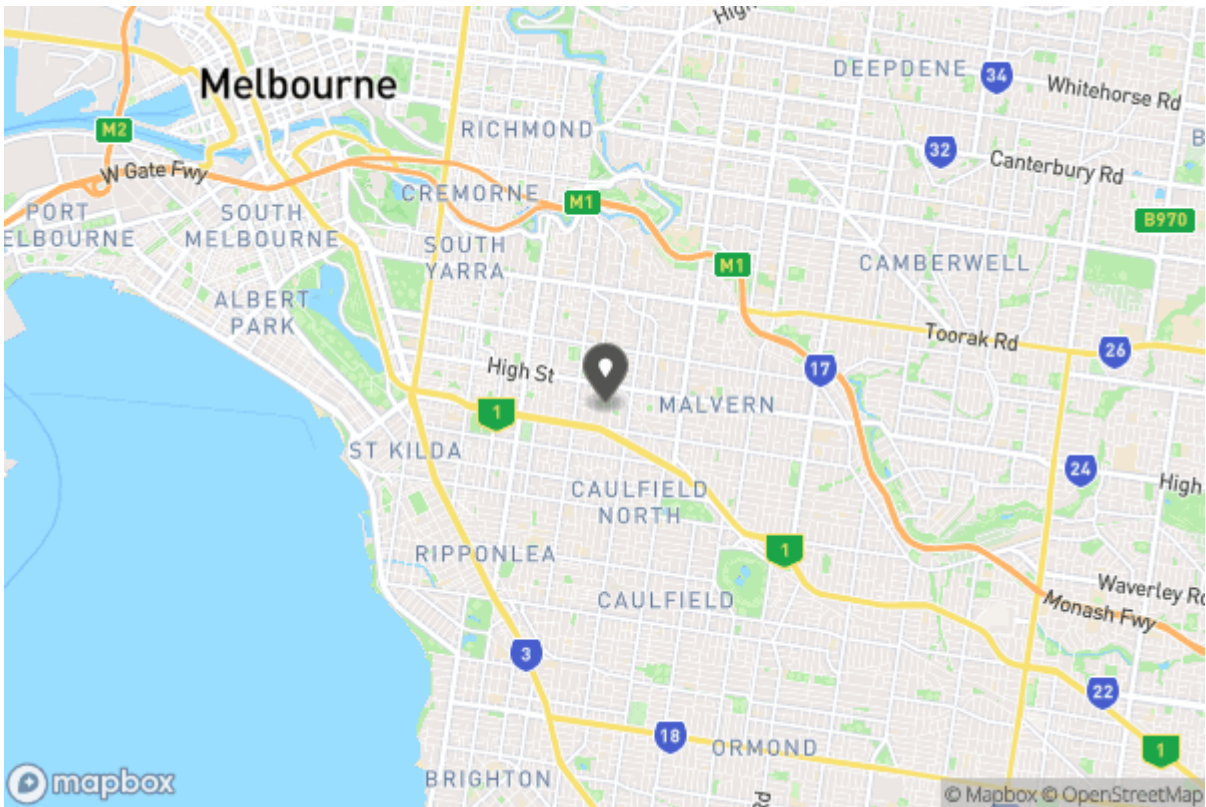 High
DEEPDENE
34
Whitehorse Rd
Melbourne
M2
RICHMOND
32
B
Canterbury Rd
W Gate Fwy
CREMORNE
M1
PORT
ELBOURNE
SOUTH
MELBOURNE
B970
SOUTH
YARRA
M1
CAMBERWELL
ALBERT
PARK
Toorak Rd
26
High St
17
MALVERN
1
ST KILDA
24
High
CAULFIELD
NORTH
RIPPONLEA
1
CAULFIELD
Waverley Rd
Monash Fwy
3
22
18
ORMOND
1
BRIGHTON
mapbox
© Mapbox © OpenStreetMap